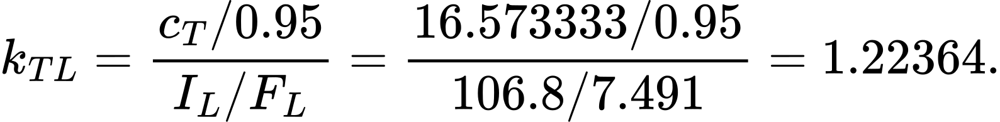 $k_{TL} = \frac{c_T/0.95}{I_L/F_L} = \frac{16.573333/0.95}{106.8/7.491} = 1.22364.$